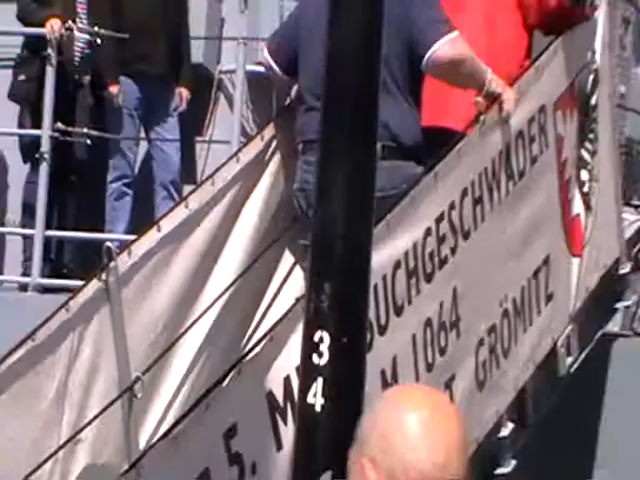 5. M SUCHGESCHWADER
M 1064
T GRÖMITZ
3
4